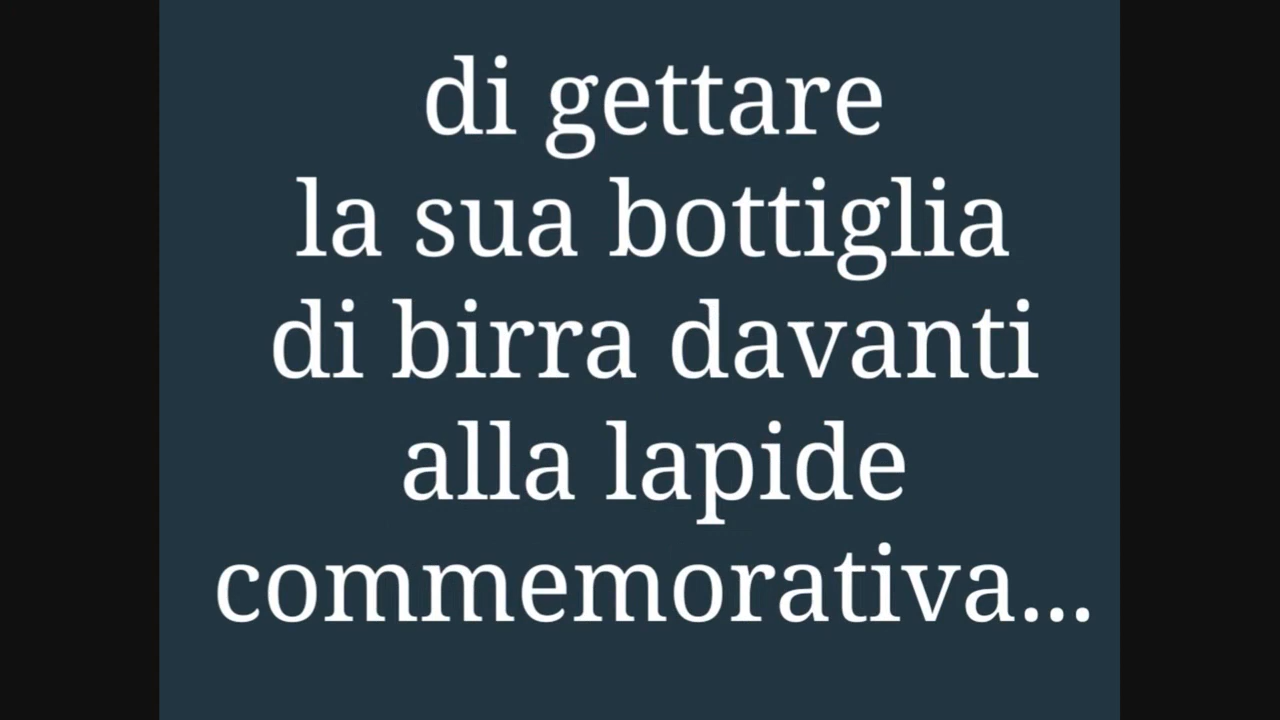 di gettare
la sua bottiglia
di birra davanti
alla lapide
commemorativa...